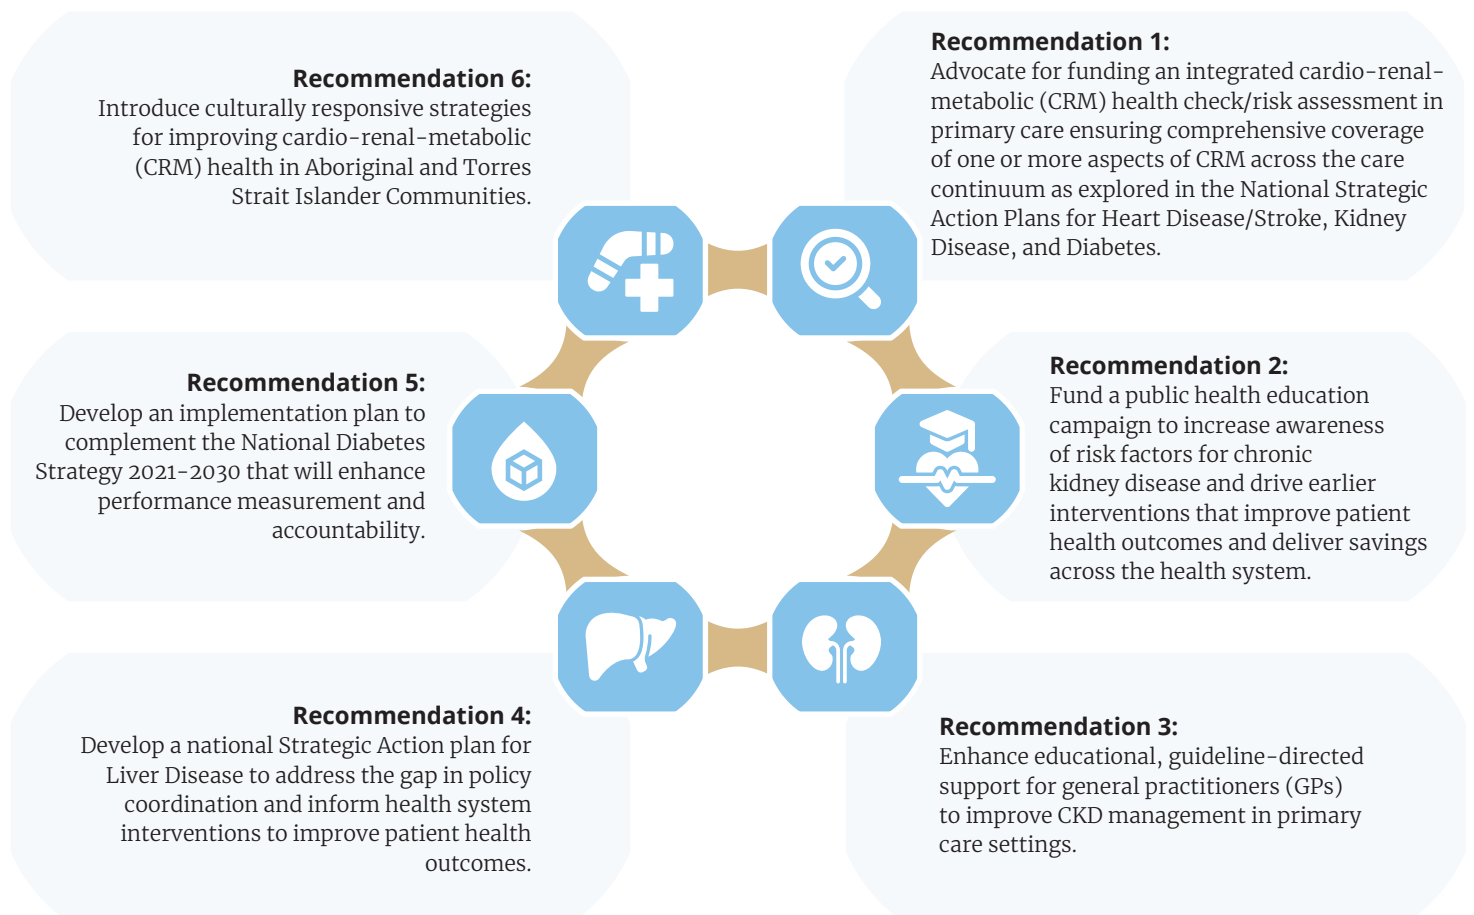 Recommendation 1:
Advocate for funding an integrated cardio-renal-
metabolic (CRM) health check/risk assessment in
primary care ensuring comprehensive coverage
of one or more aspects of CRM across the care
continuum as explored in the National Strategic
Action Plans for Heart Disease/Stroke, Kidney
Disease, and Diabetes.
Recommendation 2:
Fund a public health education
campaign to increase awareness
of risk factors for chronic
kidney disease and drive earlier
interventions that improve patient
health outcomes and deliver savings
across the health system.
Recommendation 3:
Enhance educational, guideline-directed
support for general practitioners (GPs)
to improve CKD management in primary
care settings.
Recommendation 4:
Develop a national Strategic Action plan for
Liver Disease to address the gap in policy
coordination and inform health system
interventions to improve patient health
outcomes.
Recommendation 5:
Develop an implementation plan to
complement the National Diabetes
Strategy 2021-2030 that will enhance
performance measurement and
accountability.
Recommendation 6:
Introduce culturally responsive strategies
for improving cardio-renal-metabolic
(CRM) health in Aboriginal and Torres
Strait Islander Communities.